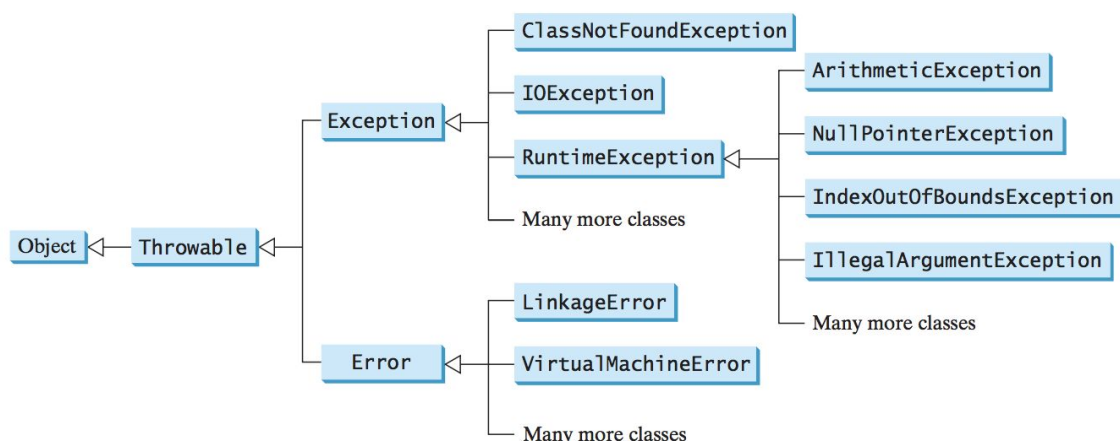 ClassNotFoundException
ArithmeticException
IOException
Exception
NullPointerException
RuntimeException
IndexOutOfBoundsException
Many more classes
Object
Throwable
IllegalArgumentException
LinkageError
Many more classes
Error
VirtualMachineError
Many more classes